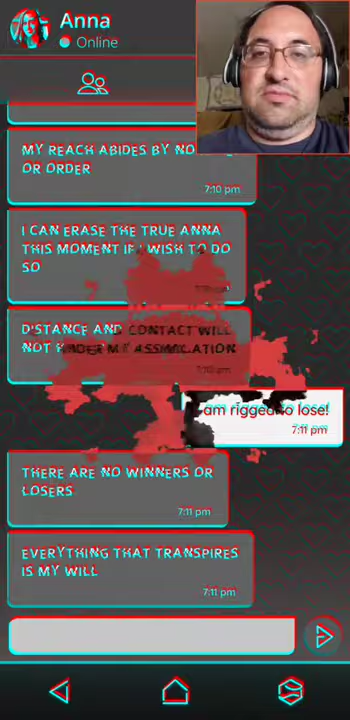 Anna
Online
MY REACH ABIDES BY NO
OR ORDER
7:10 pm
I CAN ERASE THE TRUE ANNA
THIS MOMENT IF I WISH TO DO
SO
DISTANCE AND CONTACT WILL
NOT
MY ASSIMILATION
7:10 pm
am rigged to lose!
7:11 pm
THERE ARE NO WINNERS OR
LOSERS
7:11 pm
EVERYTHING THAT TRANSPIRES
IS MY WILL
7:11 pm